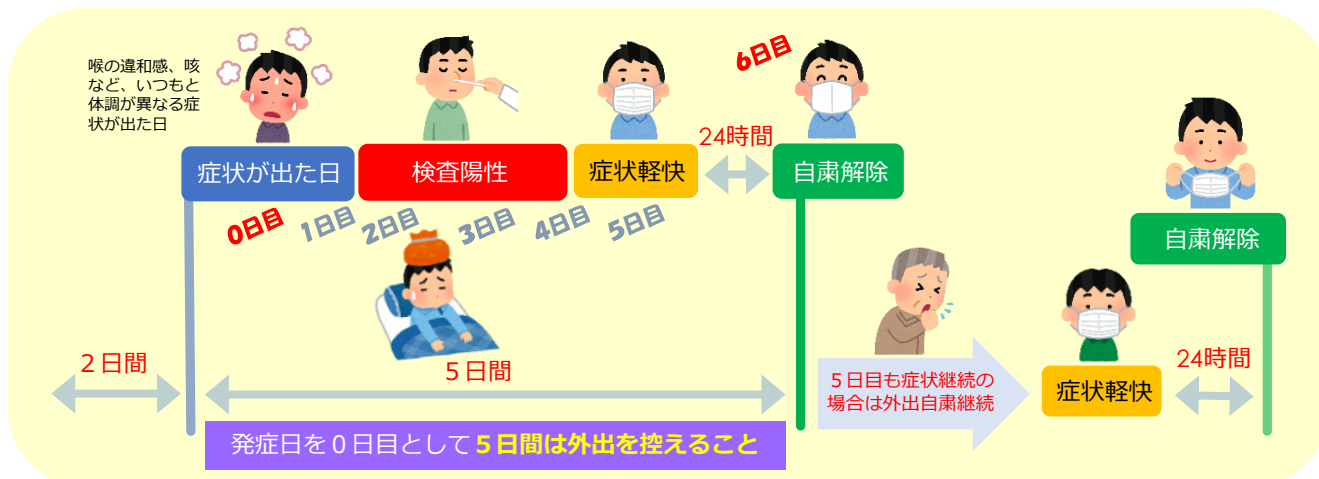 喉の違和感、咳
など、いつもと
体調が異なる症
状が出た日
症状が出た日
検査陽性
症状軽快
24時間
6日目
自粛解除
0日目
1日目
2日目
3日目
4日目
5日目
２日間
５日間
発症日を０日目として５日間は外出を控えること
５日目も症状継続の
場合は外出自粛継続
症状軽快
24時間
自粛解除